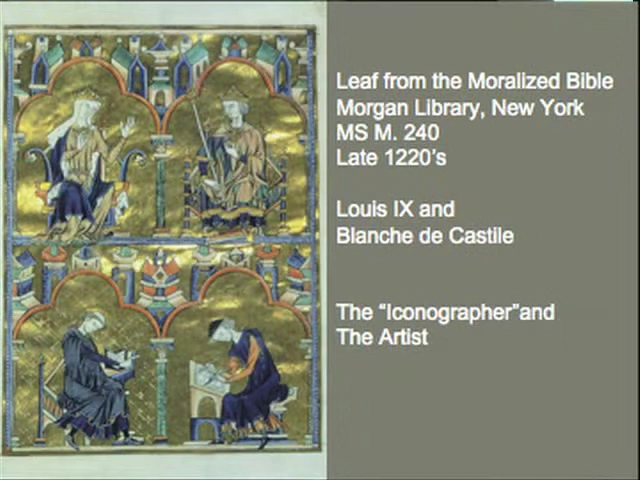 Leaf from the Moralized Bible
Morgan Library, New York
MS M. 240
Late 1220's
Louis IX and
Blanche de Castile
The “Iconographer”and
The Artist